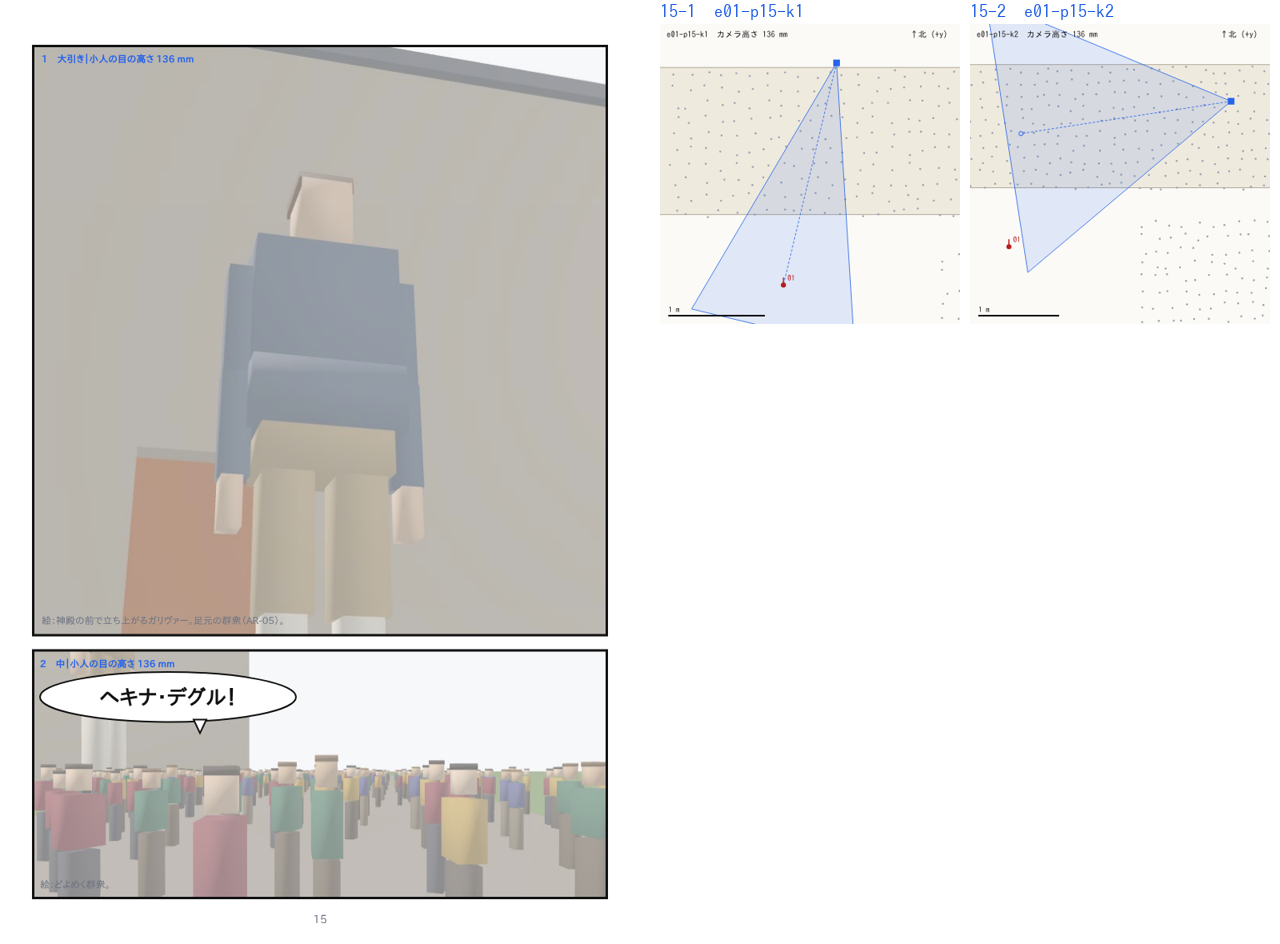 1 大引き|小人の目の高さ 136 mm
絵:神殿の前で立ち上がるガリヴァー。足元の群衆(AR-05)。
2 中|小人の目の高さ 136 mm
ヘキナ・デグル!
絵:どよめく群衆。
15
15-1 e01-p15-k1
e01-p15-k1 カメラ高さ 136 mm
↑北 (+y)
01
1 m
15-2 e01-p15-k2
e01-p15-k2 カメラ高さ 136 mm
↑北 (+y)
01
1 m